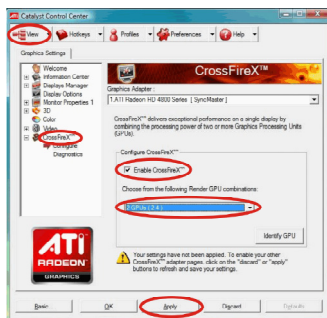 Catalyst Control Center
View Hotkeys Profiles Preferences Help
Graphics Settings
Welcome
Information Center
Displays Manager
Display Options
Monitor Properties 1
3D
Color
Video
CrossFireX™
Configure
Diagnostics
CrossFireX™
Graphics Adapter :
1.ATI Radeon HD 4800 Series [ SyncMaster ]
CrossFireX™ delivers exceptional performance on a single display by
combining the processing power of two or more Graphics Processing Units
(GPUs).
Configure CrossFireX™
Enable CrossFireX™
Choose from the following Render GPU combinations:
2 GPUs ( 2 4 )
Identify GPU
Your settings have not been applied. To enable your other
CrossFireX™ adapter pages, click on the "discard" or "apply"
buttons to refresh and save your settings.
ATI
RADEON
GRAPHICS
Basic OK Apply Discard Defaults